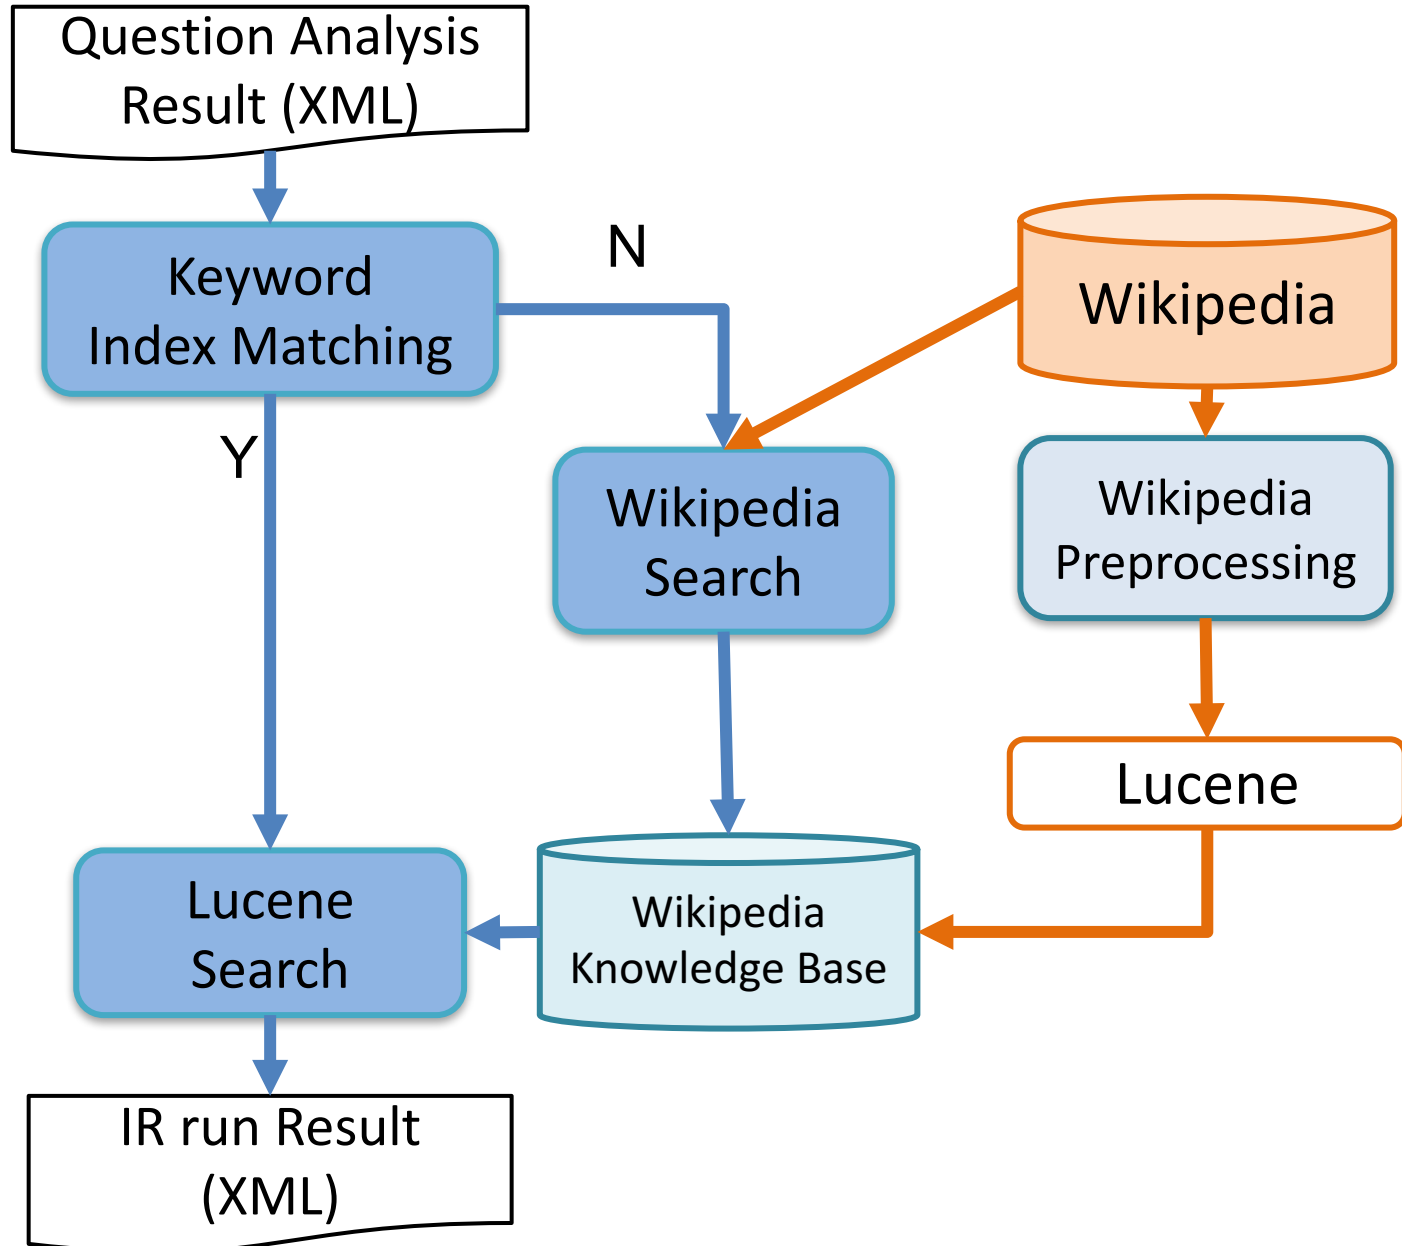 Question Analysis
Result (XML)
Keyword
Index Matching
N
Y
Wikipedia
Wikipedia
Search
Wikipedia
Preprocessing
Lucene
Lucene
Search
Wikipedia
Knowledge Base
IR run Result
(XML)